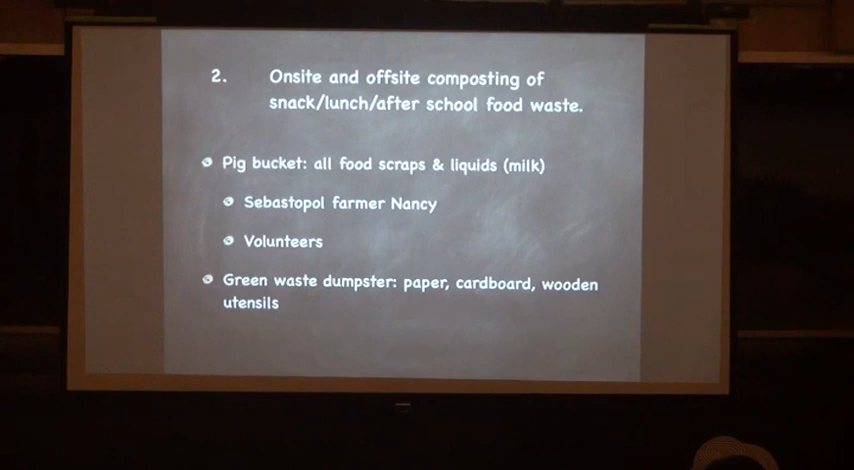 2. Onsite and offsite composting of
snack/lunch/after school food waste.
Pig bucket: all food scraps & liquids (milk)
Sebastopol farmer Nancy
Volunteers
Green waste dumpster: paper, cardboard, wooden
utensils